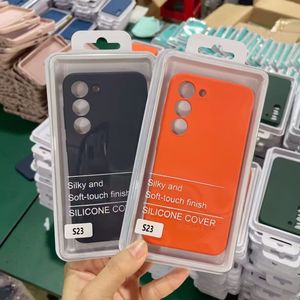 Silky and
Soft-touch finish
SILICONE COVER
S23
Silky and
Soft-touch finish
SILICONE COVER
S23